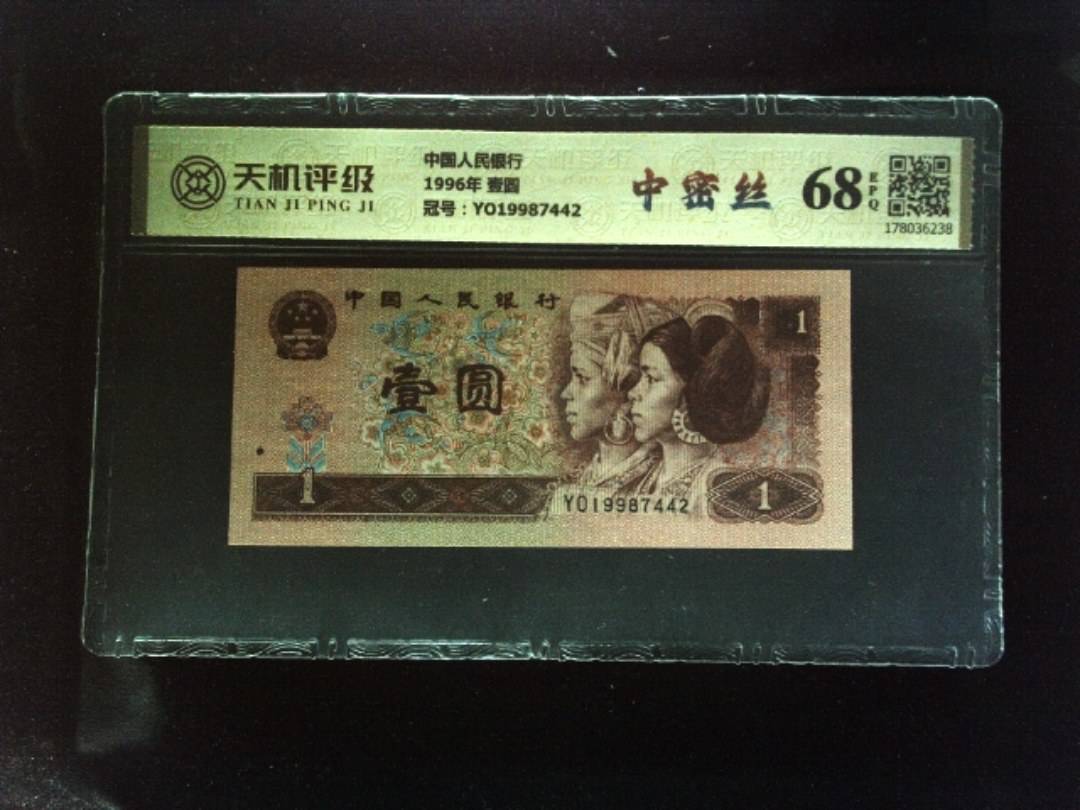 天机评级
TIAN JI PING JI
中国人民银行
1996年 壹圆
冠号：YO19987442
中密丝
68
EPQ
178036238
中国人民银行
1
壹圆
1
YO19987442
1